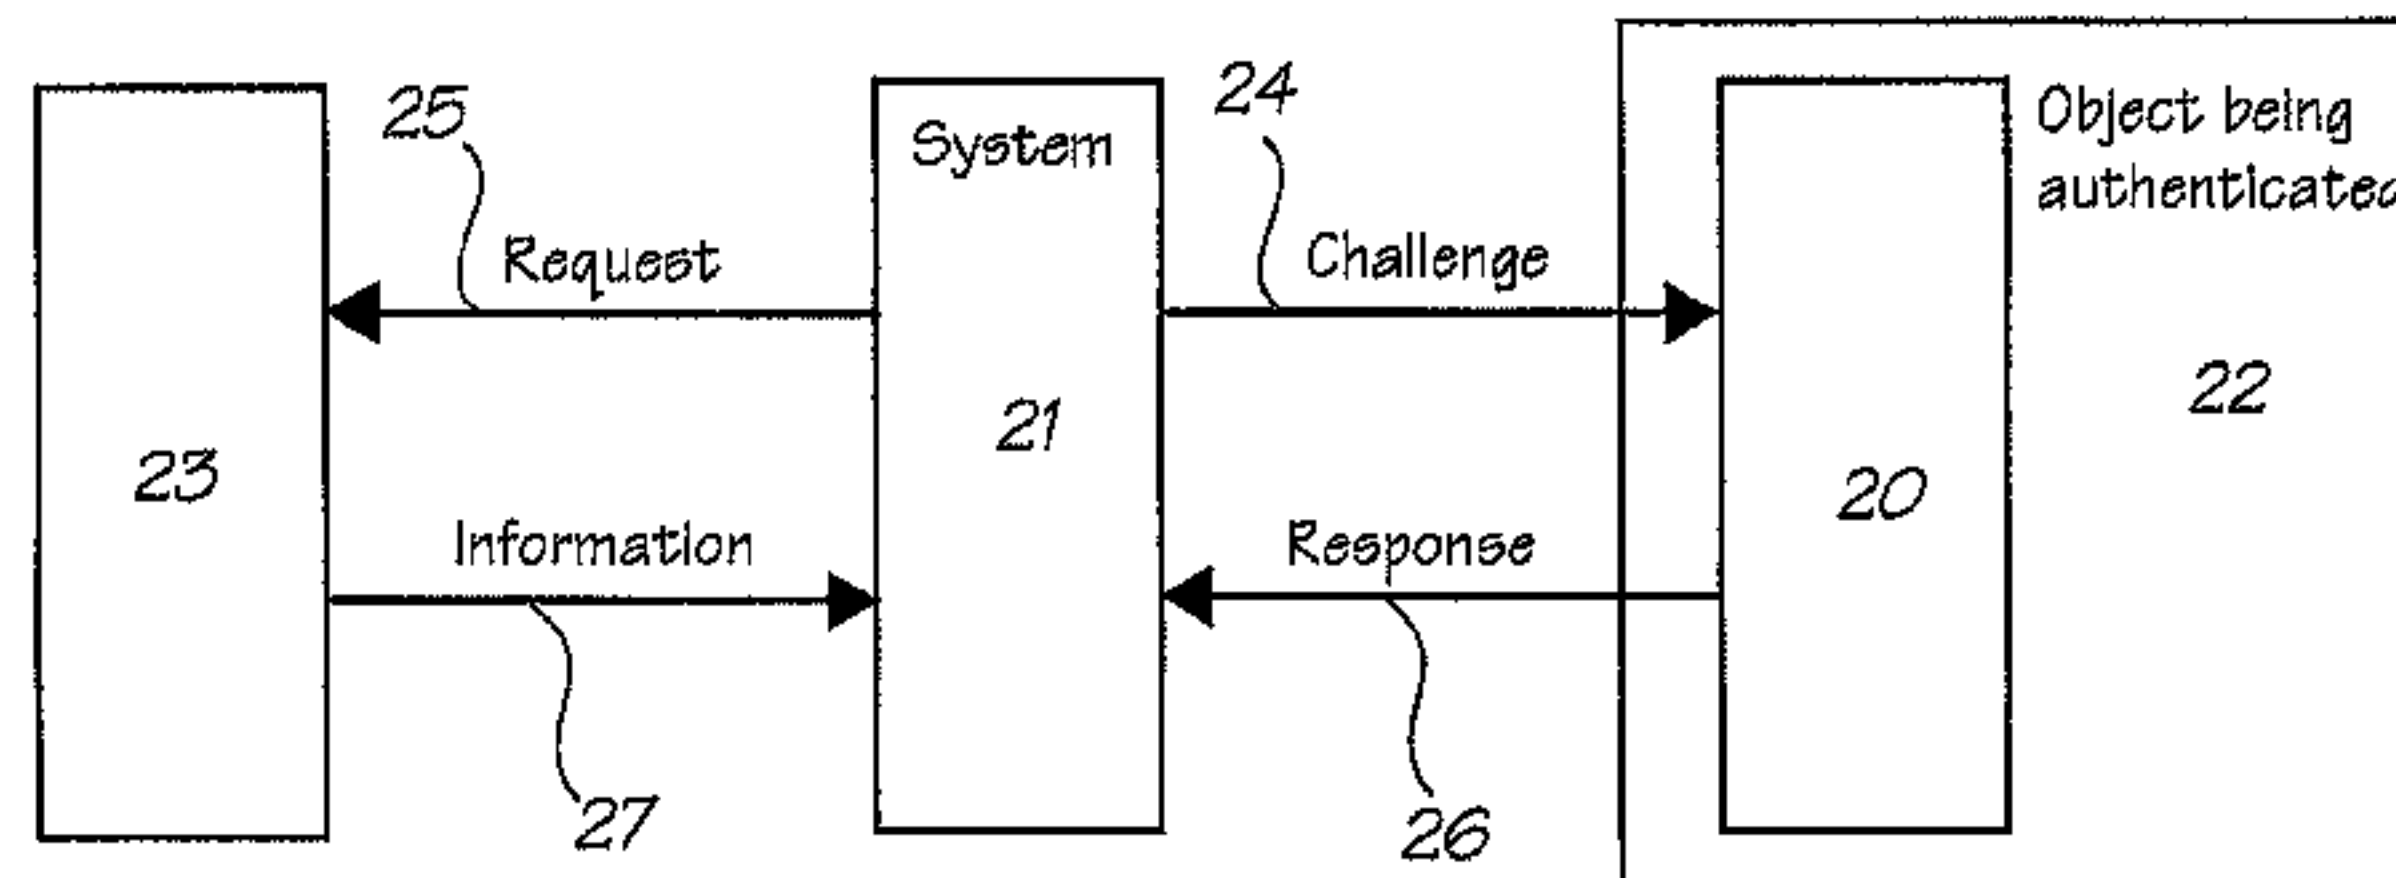 25
24
Object being
System
authenticated
Request
Challenge
22
21
23
20
Information
Response
27
26